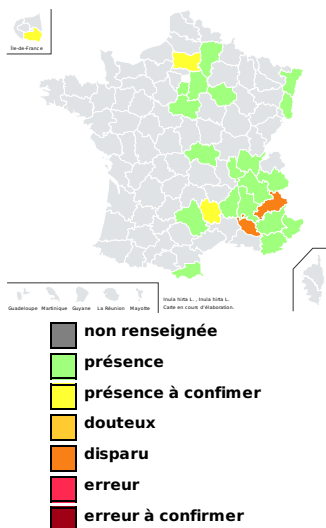 Île-de-France
Guadeloupe Martinique Guyane La Réunion Mayotte
Inula hirta L. , Inula hirta L.
Carte en cours d'élaboration.
non renseignée
présence
présence à confimer
douteux
disparu
erreur
erreur à confirmer